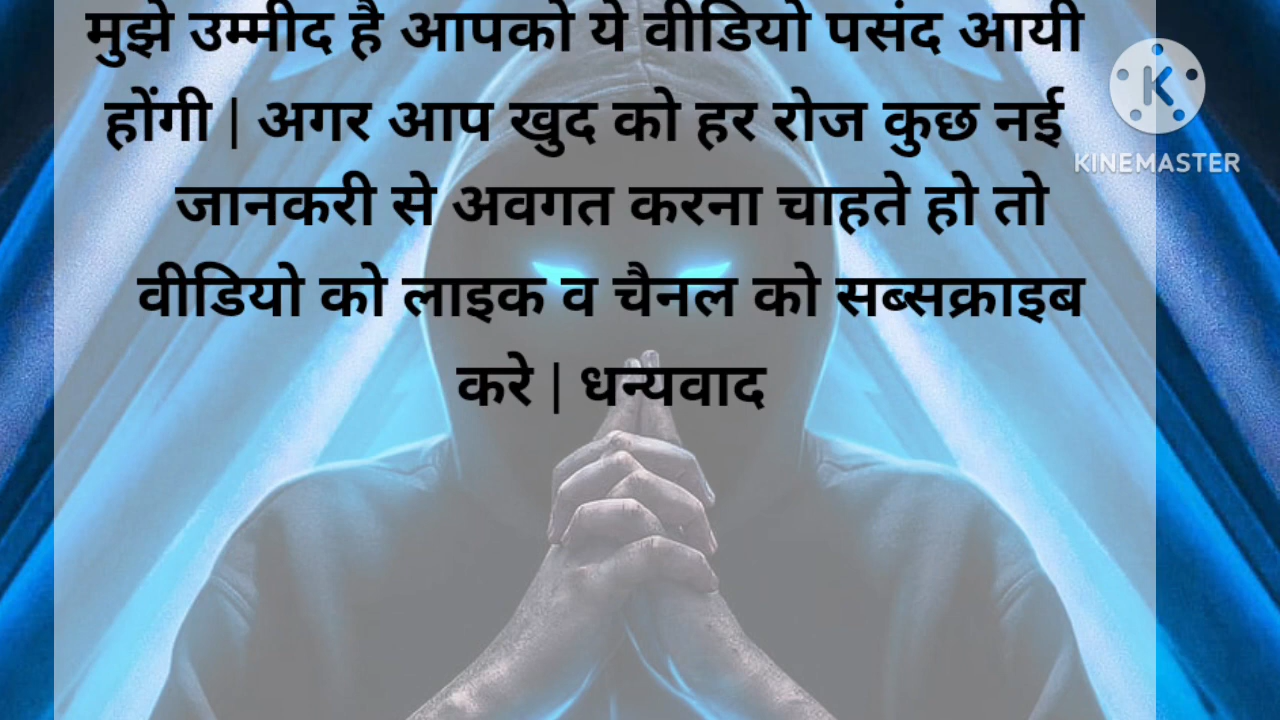 मुझे उम्मीद है आपको ये वीडियो पसंद आयी
होंगी | अगर आप खुद को हर रोज कुछ नई
जानकरी से अवगत करना चाहते हो तो
वीडियो को लाइक व चैनल को सब्सक्राइब
करे | धन्यवाद
K
KINEMASTER